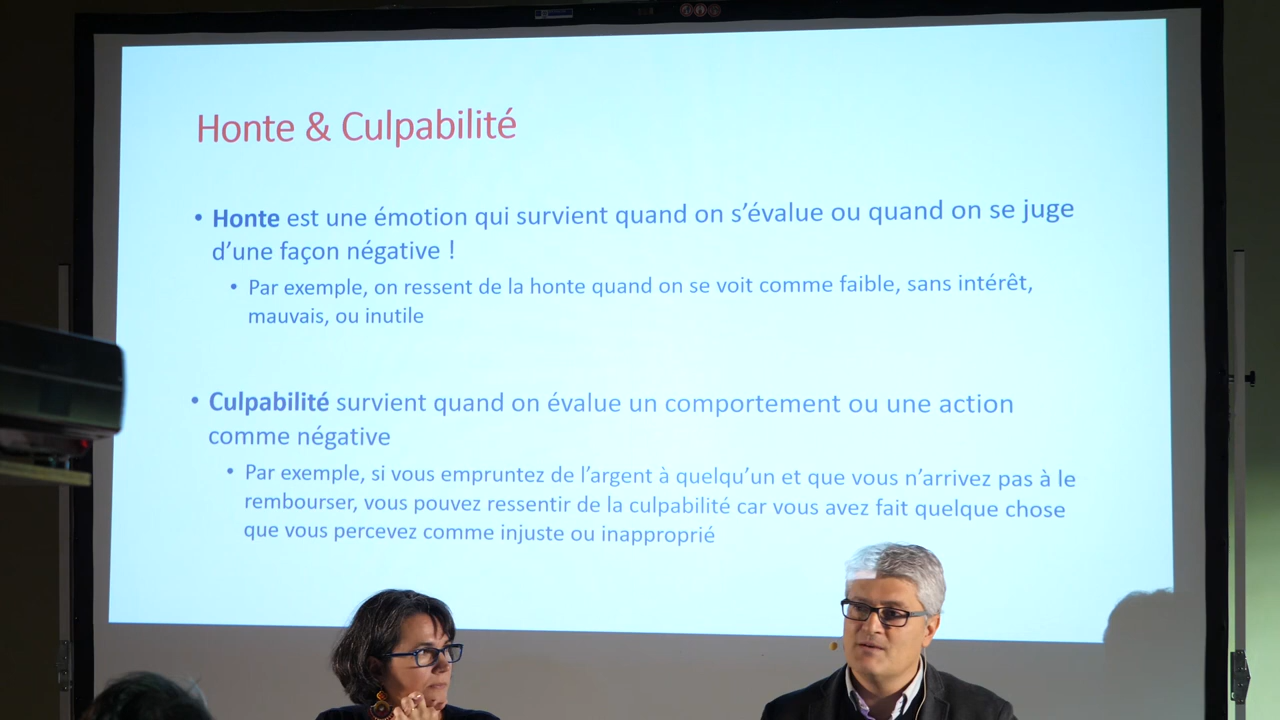 Honte & Culpabilité
• Honte est une émotion qui survient quand on s’évalue ou quand on se juge
d’une façon négative !
• Par exemple, on ressent de la honte quand on se voit comme faible, sans intérêt,
mauvais, ou inutile
• Culpabilité survient quand on évalue un comportement ou une action
comme négative
• Par exemple, si vous empruntez de l’argent à quelqu’un et que vous n’arrivez pas à le
rembourser, vous pouvez ressentir de la culpabilité car vous avez fait quelque chose
que vous percevez comme injuste ou inapproprié